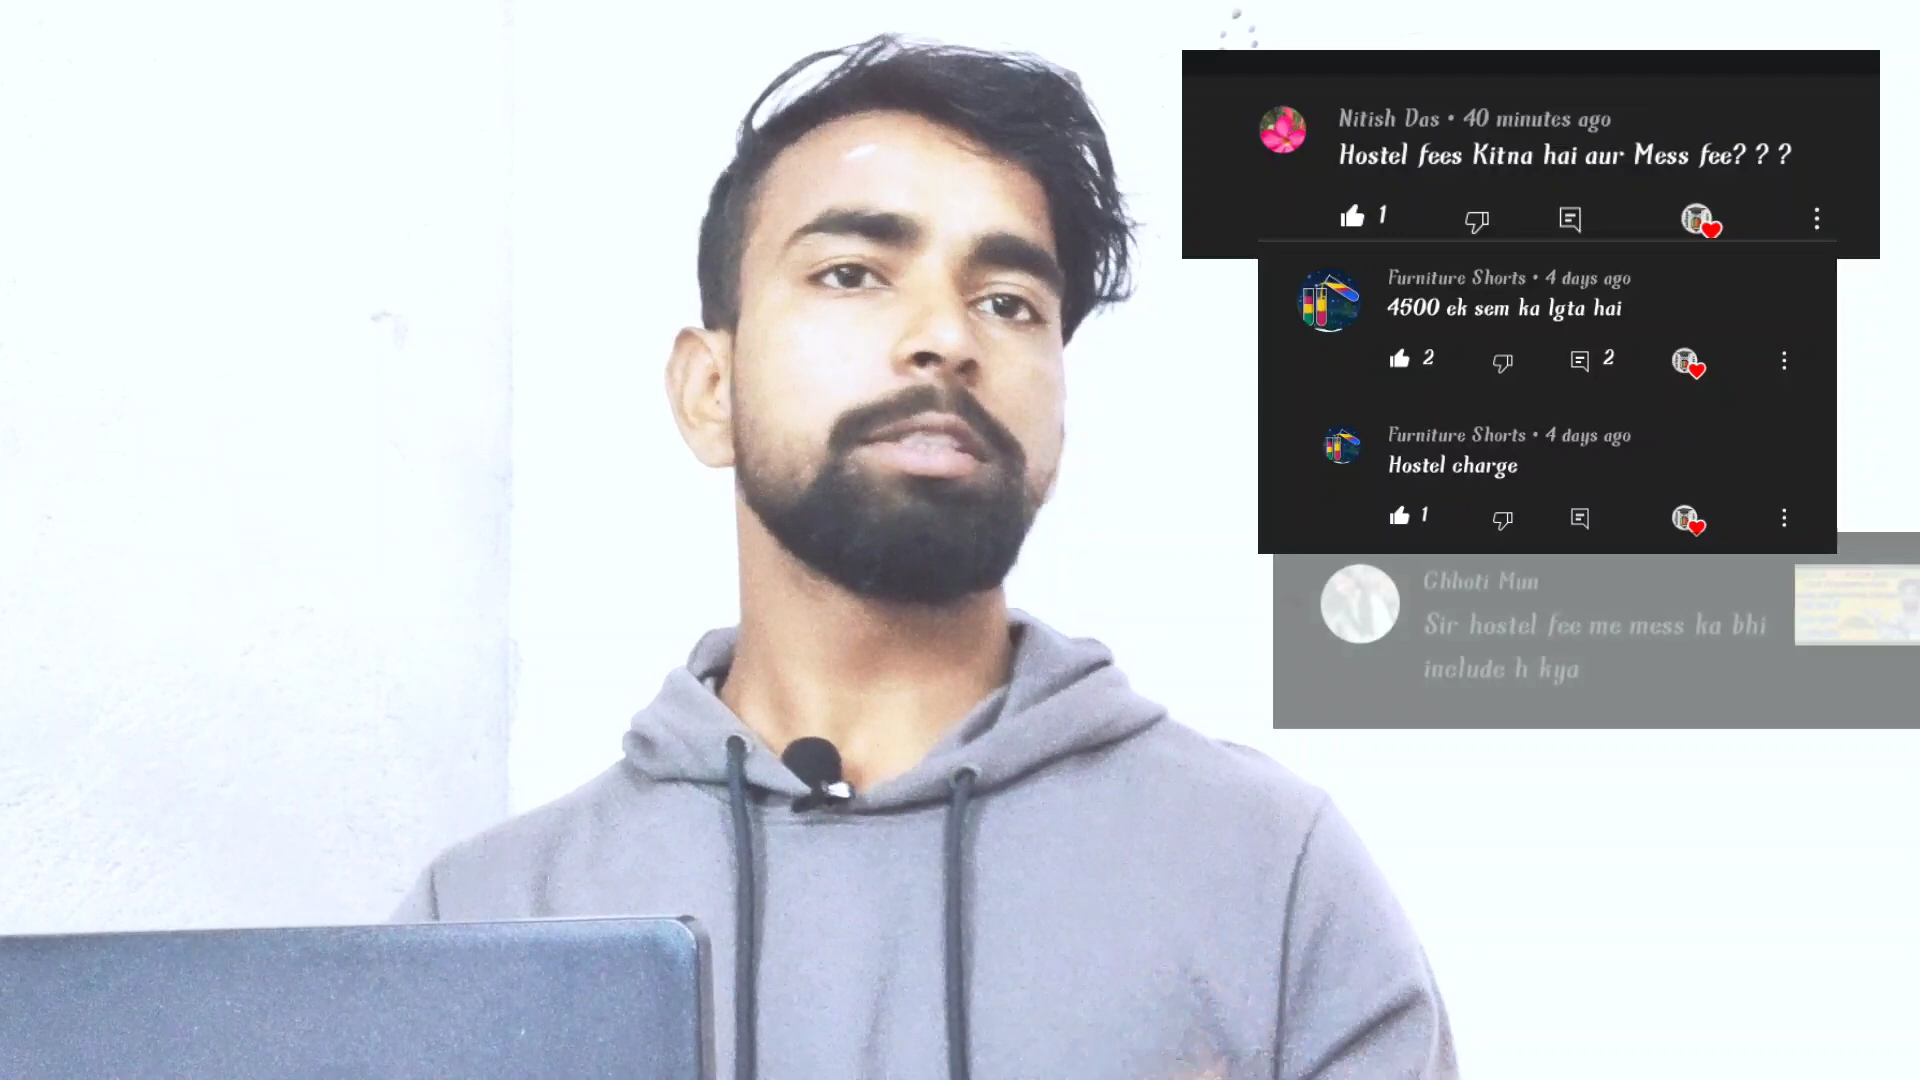 Nitish Das • 40 minutes ago
Hostel fees Kitna hai aur Mess fee? ? ?
1
Furniture Shorts • 4 days ago
4500 ek sem ka lgta hai
2 2
Furniture Shorts • 4 days ago
Hostel charge
1
Chhoti Mun
Sir hostel fee me mess ka bhi
include h kya